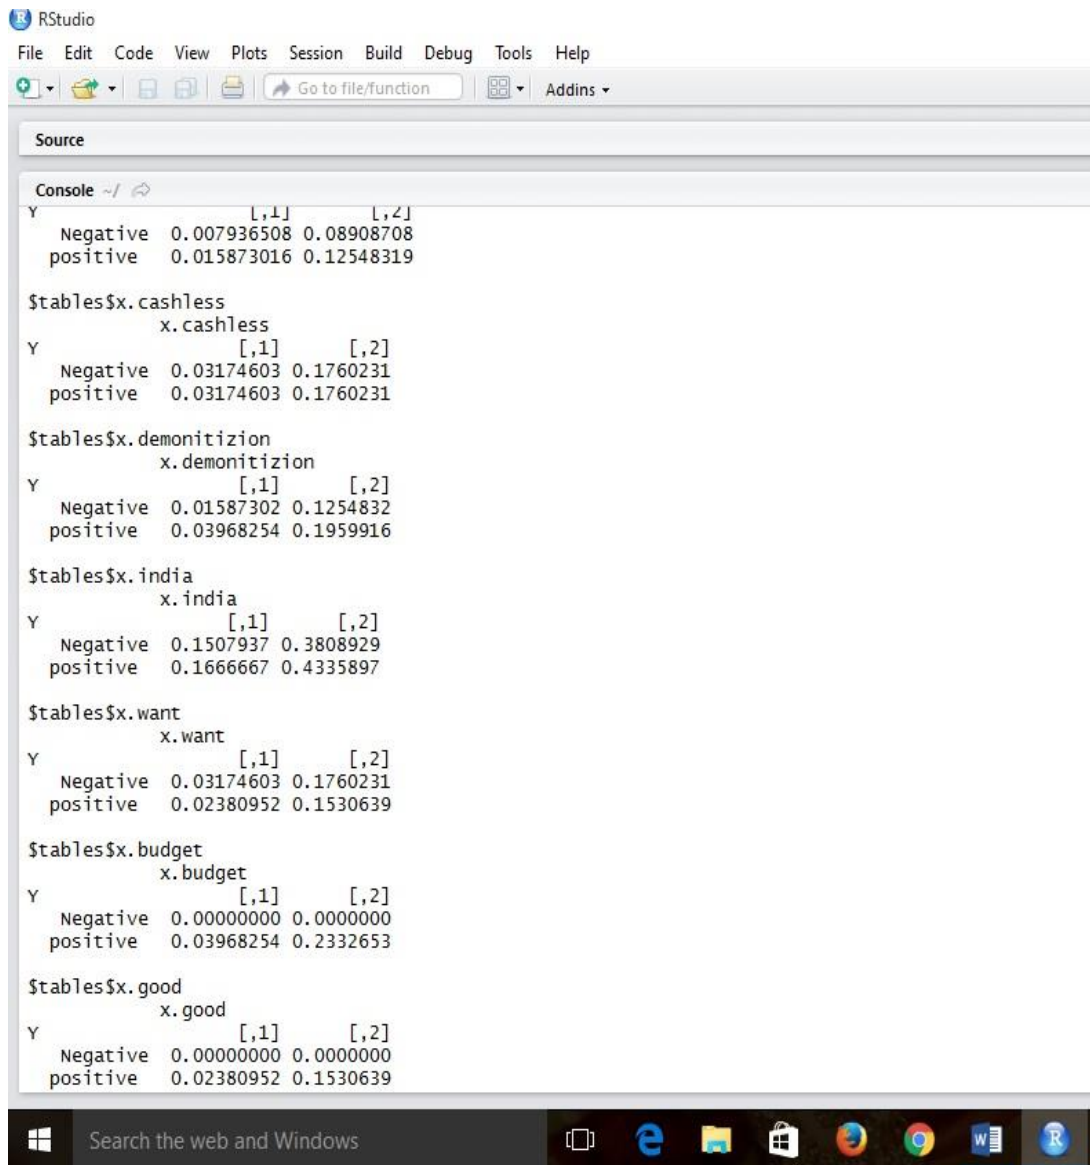 RStudio
File Edit Code View Plots Session Build Debug Tools Help
Go to file/function Addins
Source
Console ~/
Y [,1] [,2]
Negative 0.007936508 0.08908708
positive 0.015873016 0.12548319
$tables$x.cashless
x.cashless
Y [,1] [,2]
Negative 0.03174603 0.1760231
positive 0.03174603 0.1760231
$tables$x.demonitizion
x.demonitizion
Y [,1] [,2]
Negative 0.01587302 0.1254832
positive 0.03968254 0.1959916
$tables$x.india
x.india
Y [,1] [,2]
Negative 0.1507937 0.3808929
positive 0.1666667 0.4335897
$tables$x.want
x.want
Y [,1] [,2]
Negative 0.03174603 0.1760231
positive 0.02380952 0.1530639
$tables$x.budget
x.budget
Y [,1] [,2]
Negative 0.00000000 0.0000000
positive 0.03968254 0.2332653
$tables$x.good
x.good
Y [,1] [,2]
Negative 0.00000000 0.0000000
positive 0.02380952 0.1530639
Search the web and Windows